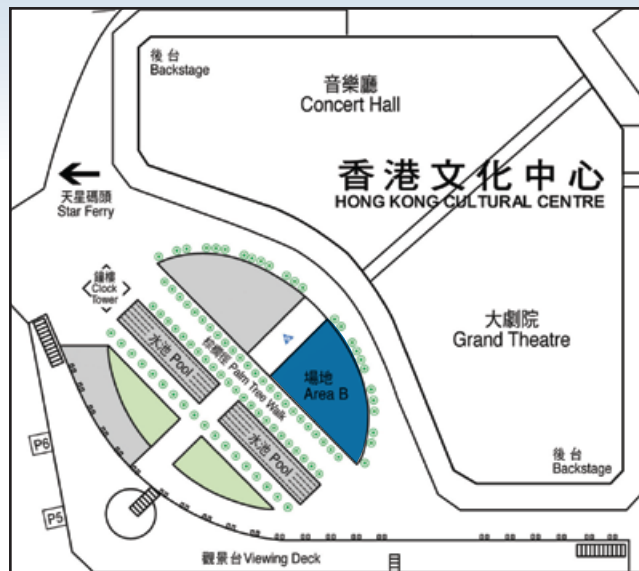 後台
Backstage
音樂廳
Concert Hall
香港文化中心
HONG KONG CULTURAL CENTRE
天星碼頭
Star Ferry
鐘樓
Clock
Tower
水池 Pool
棕櫚徑 Palm Tree Walk
場地
Area B
大劇院
Grand Theatre
水池 Pool
P6
P5
後台
Backstage
觀景台 Viewing Deck